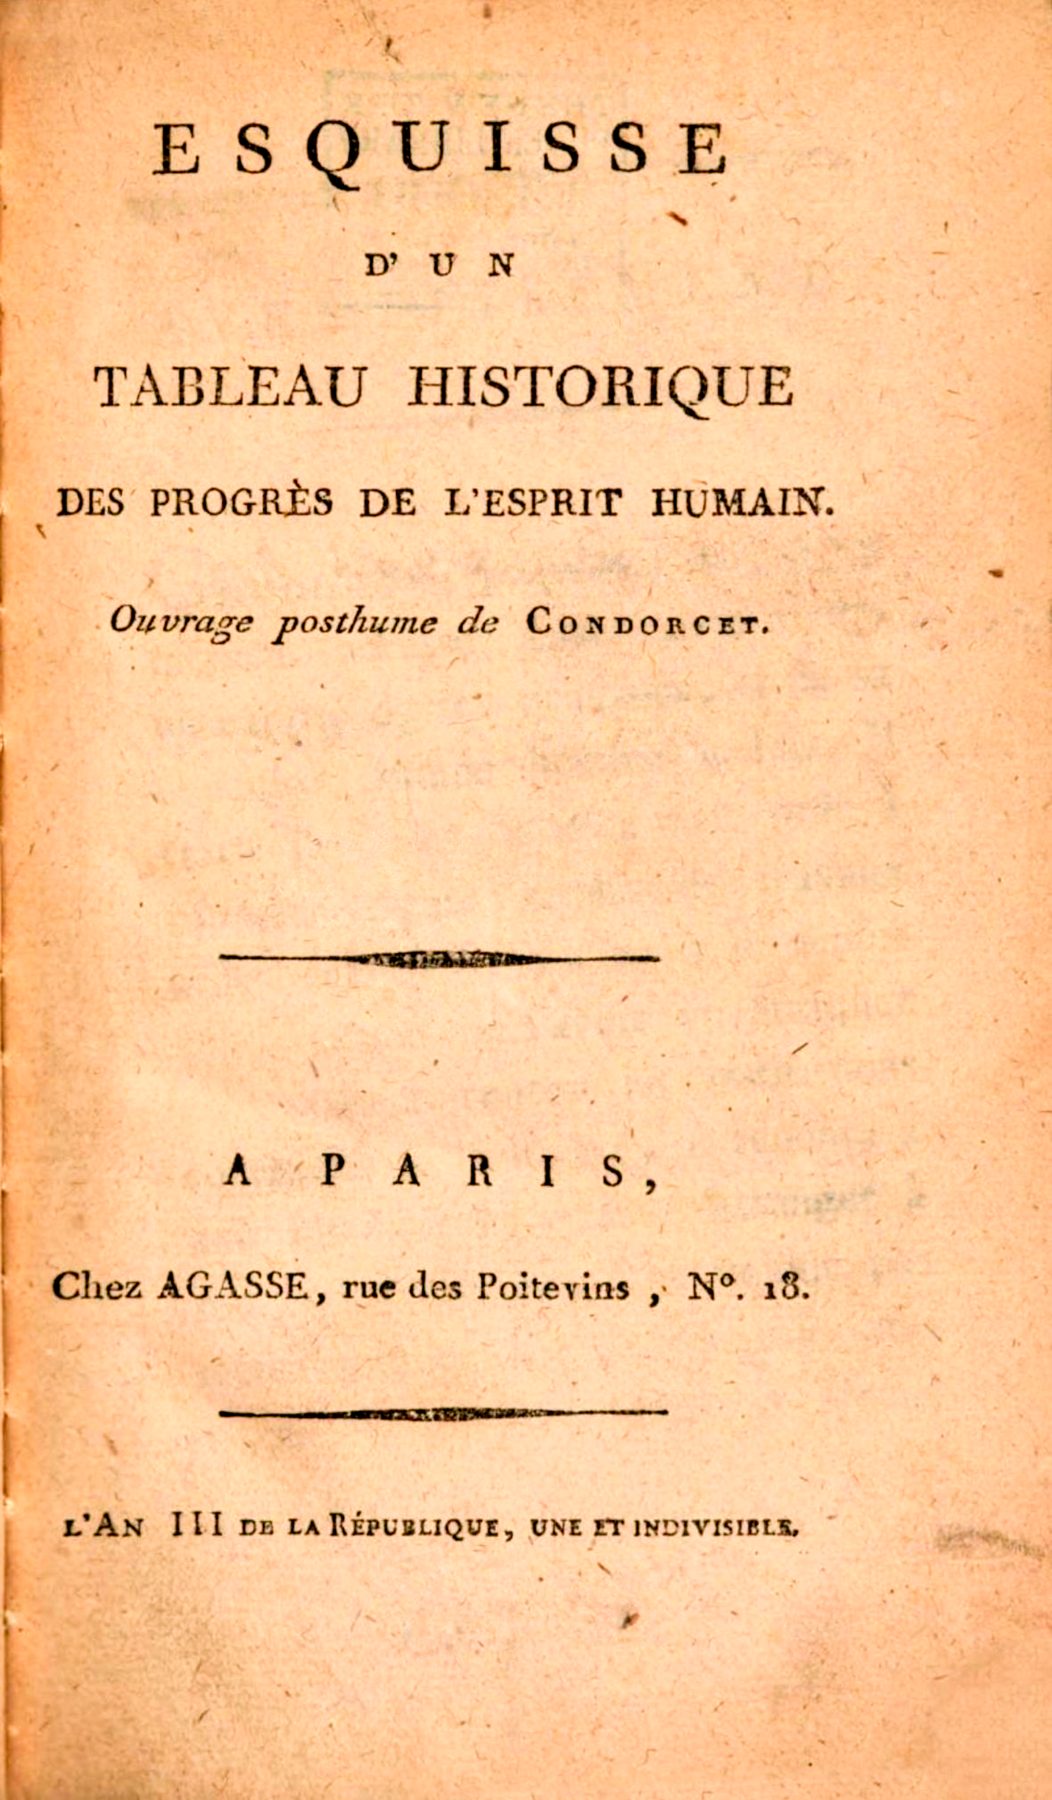 ESQUISSE
D'UN
TABLEAU HISTORIQUE
DES PROGRÈS DE L'ESPRIT HUMAIN.
Ouvrage posthume de CONDORCET.
A PARIS,
Chez AGASSE, rue des Poitevins, Nº. 18.
L'AN III DE LA RÉPUBLIQUE, UNE ET INDIVISIBLE.